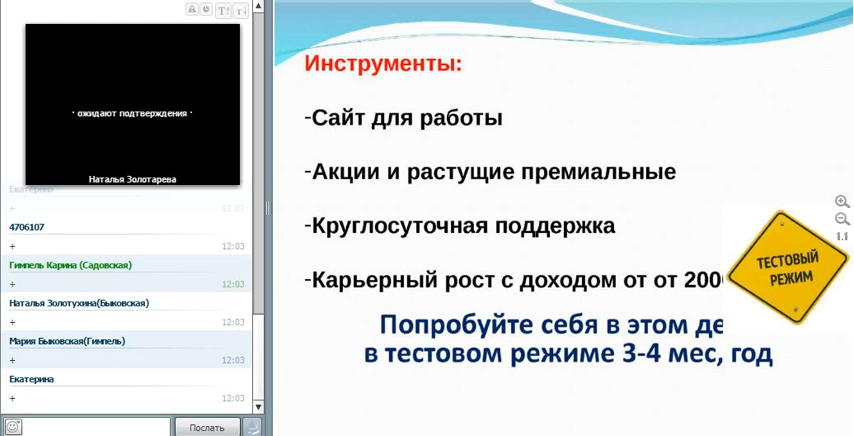 · ожидают подтверждения ·
Наталья Золотарева
Екатерина
+ 12:03
4706107
+ 12:03
Гимпель Карина (Садовская)
+ 12:03
Наталья Золотухина(Быковская)
+ 12:03
Мария Быковская(Гимпель)
+ 12:03
Екатерина
+ 12:03
Послать
Инструменты:
-Сайт для работы
-Акции и растущие премиальные
-Круглосуточная поддержка
-Карьерный рост с доходом от от
ТЕСТОВЫЙ
РЕЖИМ
Попробуйте себя в этом
в тестовом режиме 3-4 мес, год
1:1